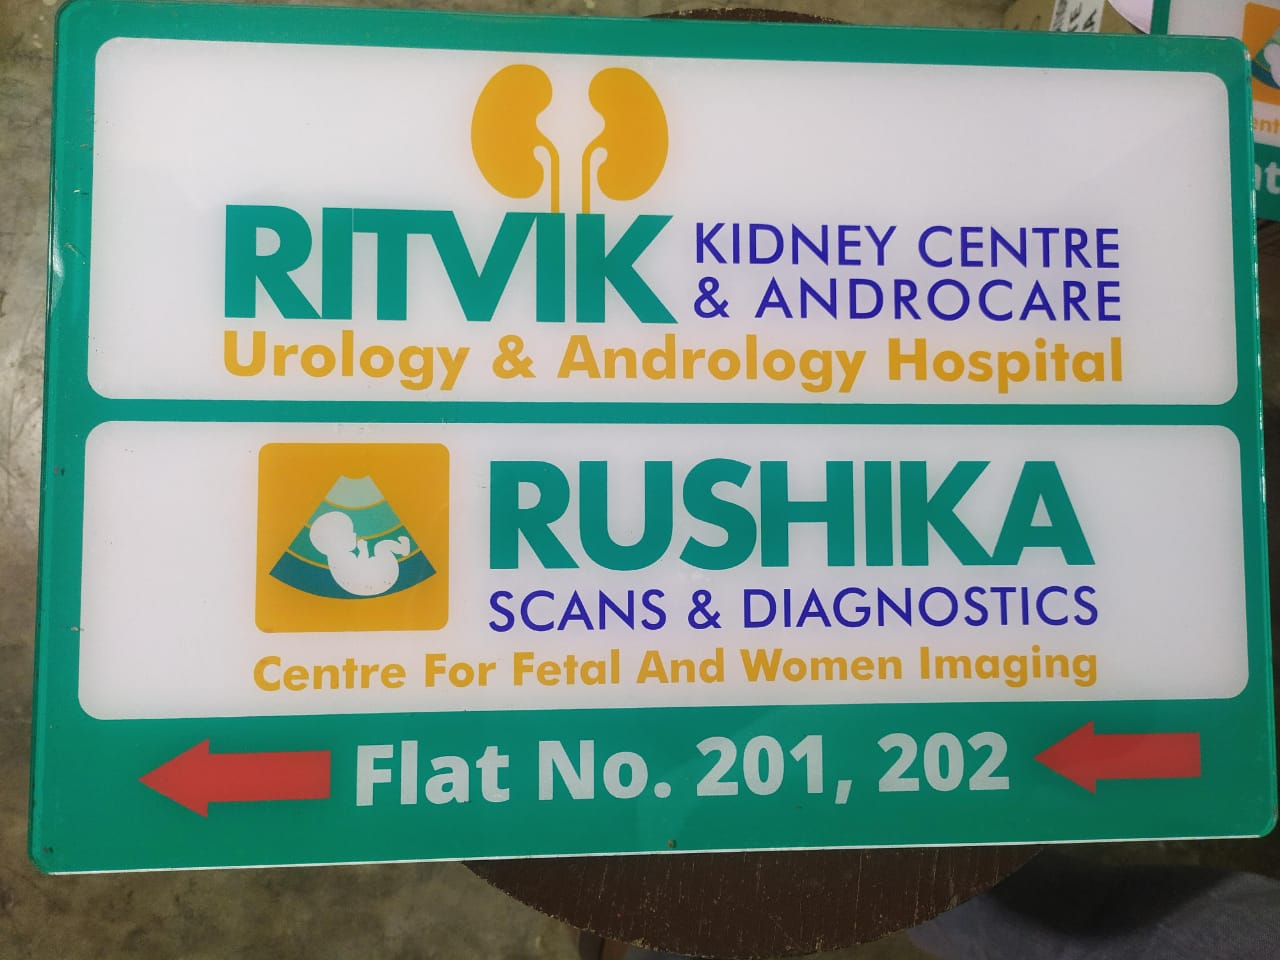 RITVIK
KIDNEY CENTRE
& ANDROCARE
Urology & Andrology Hospital
RUSHIKA
SCANS & DIAGNOSTICS
Centre For Fetal And Women Imaging
Flat No. 201, 202